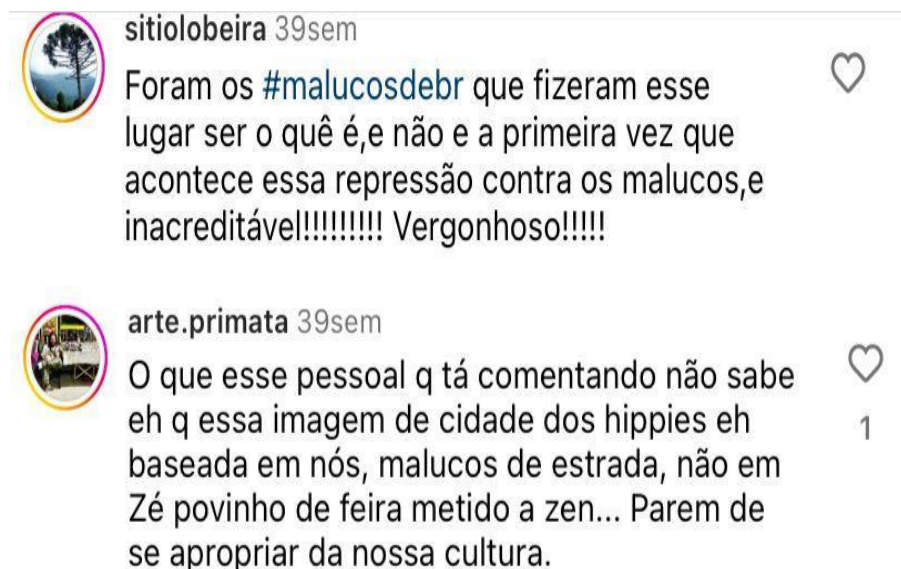 sitiolobeira 39sem
Foram os #malucosdebr que fizeram esse
lugar ser o quê é,e não e a primeira vez que
acontece essa repressão contra os malucos,e
inacreditável!!!!!!!!! Vergonhoso!!!!!
arte.primata 39sem
O que esse pessoal q tá comentando não sabe
eh q essa imagem de cidade dos hippies eh
1
baseada em nós, malucos de estrada, não em
Zé povinho de feira metido a zen... Parem de
se apropriar da nossa cultura.